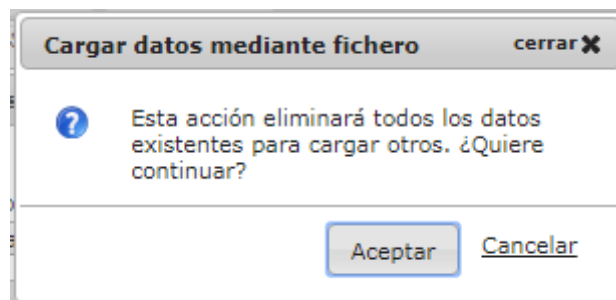 Cargar datos mediante fichero cerrar
Esta acción eliminará todos los datos
existentes para cargar otros. ¿Quiere
continuar?
Aceptar Cancelar